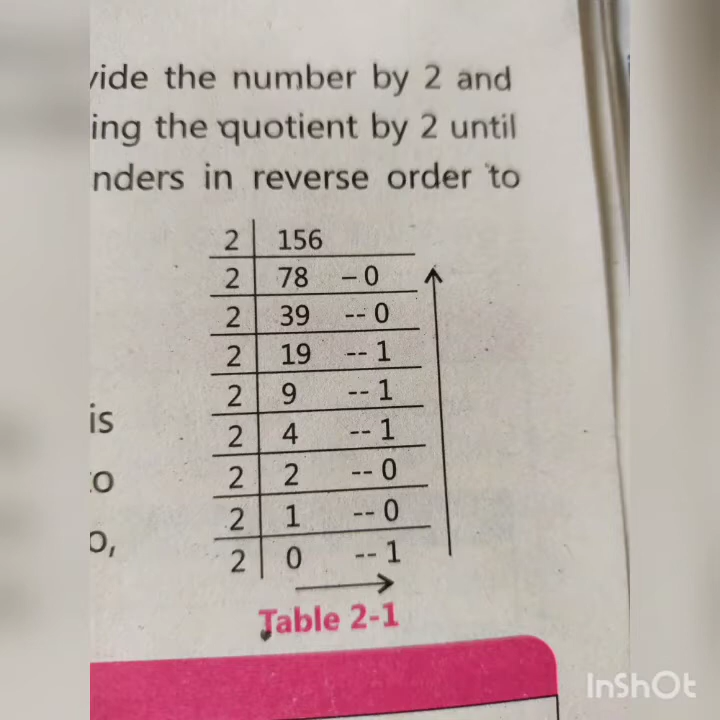 vide the number by 2 and
ing the quotient by 2 until
nders in reverse order to
2 156
2 78 – 0
2 39 -- 0
2 19 -- 1
2 9 -- 1
is
2 4 -- 1
2 2 -- 0
2 1 -- 0
2 0 -- 1
Table 2-1
InShOt